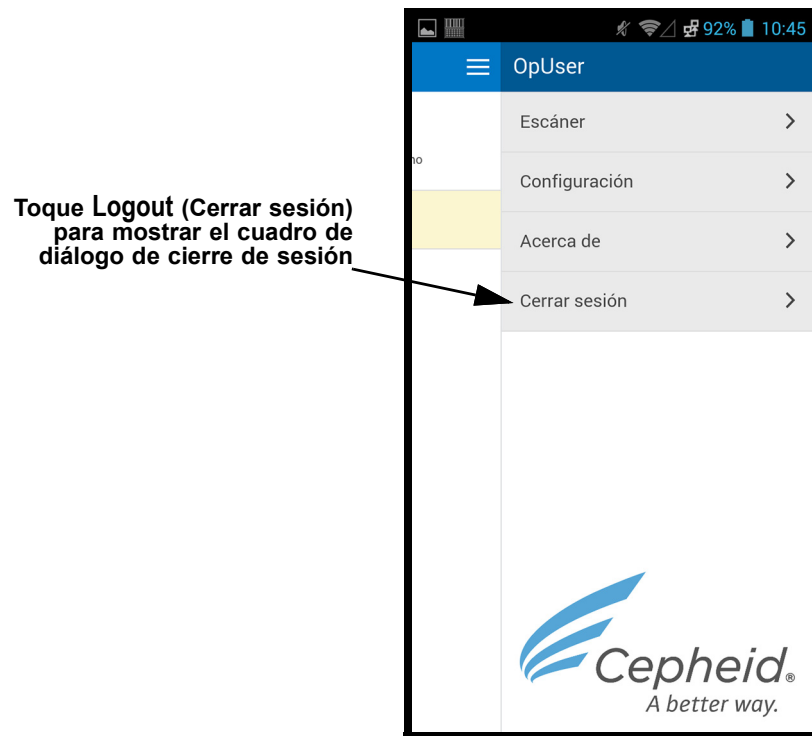 92% 10:45
OpUser
Escáner
no
Configuración
Toque Logout (Cerrar sesión)
para mostrar el cuadro de
diálogo de cierre de sesión
Acerca de
Cerrar sesión
Cepheid®
A better way.